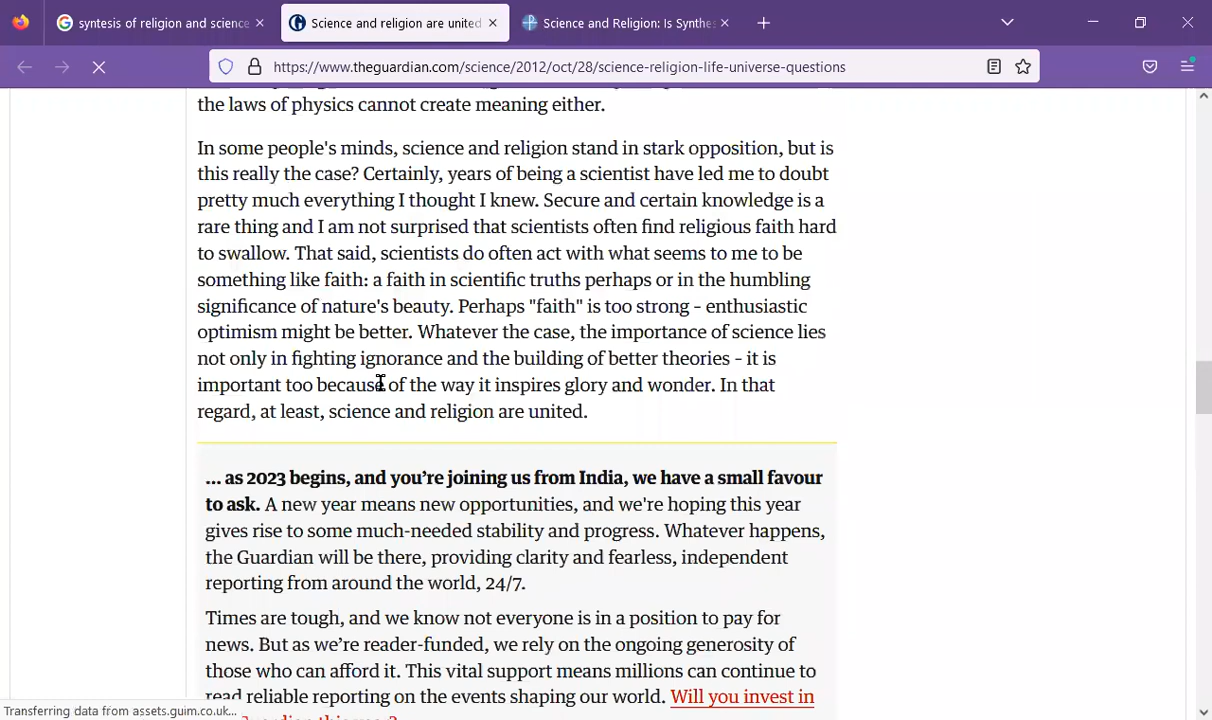 syntesis of religion and science
Science and religion are united
Science and Religion: Is Synthes
https://www.theguardian.com/science/2012/oct/28/science-religion-life-universe-questions
the laws of physics cannot create meaning either.
In some people's minds, science and religion stand in stark opposition, but is
this really the case? Certainly, years of being a scientist have led me to doubt
pretty much everything I thought I knew. Secure and certain knowledge is a
rare thing and I am not surprised that scientists often find religious faith hard
to swallow. That said, scientists do often act with what seems to me to be
something like faith: a faith in scientific truths perhaps or in the humbling
significance of nature's beauty. Perhaps "faith" is too strong – enthusiastic
optimism might be better. Whatever the case, the importance of science lies
not only in fighting ignorance and the building of better theories – it is
important too because of the way it inspires glory and wonder. In that
regard, at least, science and religion are united.
... as 2023 begins, and you’re joining us from India, we have a small favour
to ask. A new year means new opportunities, and we're hoping this year
gives rise to some much-needed stability and progress. Whatever happens,
the Guardian will be there, providing clarity and fearless, independent
reporting from around the world, 24/7.
Times are tough, and we know not everyone is in a position to pay for
news. But as we’re reader-funded, we rely on the ongoing generosity of
those who can afford it. This vital support means millions can continue to
read reliable reporting on the events shaping our world. Will you invest in
Transferring data from assets.guim.co.uk...